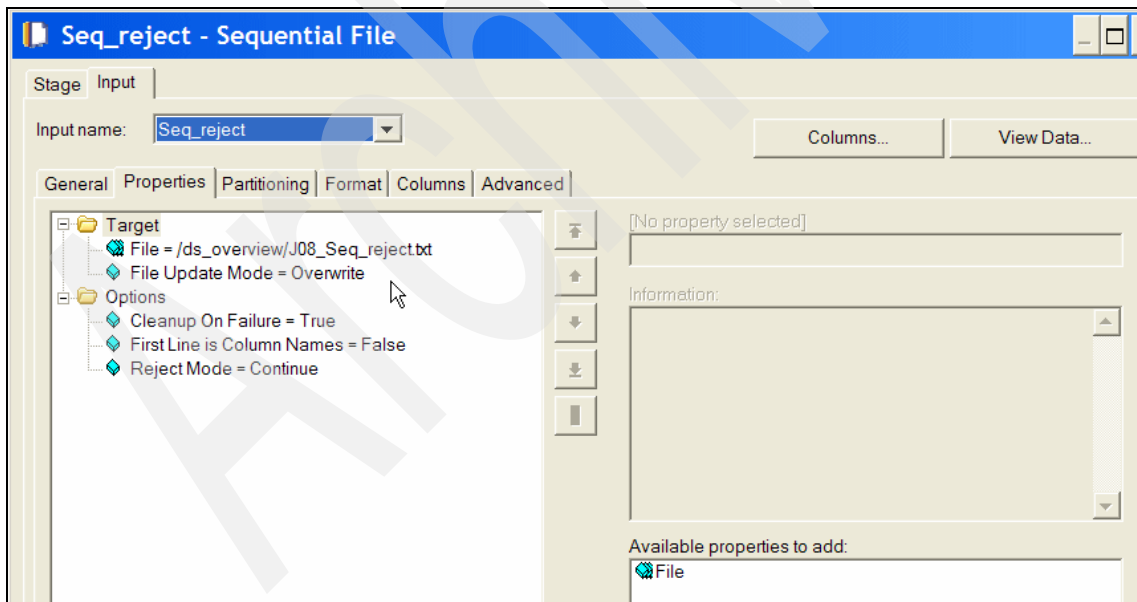 Seq_reject - Sequential File
Stage Input
Input name: Seq_reject
Columns... View Data...
General Properties Partitioning Format Columns Advanced
Target
File = /ds_overview/J08_Seq_reject.txt
File Update Mode = Overwrite
Options
Cleanup On Failure = True
First Line is Column Names = False
Reject Mode = Continue
[No property selected]
Information:
Available properties to add:
File